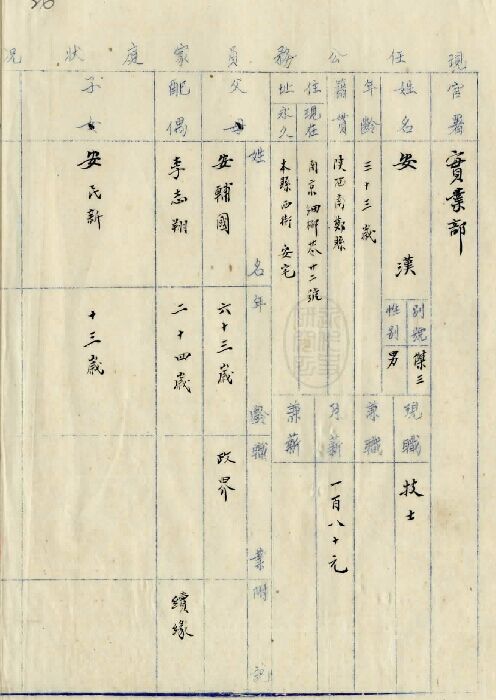 現任公務員家庭狀況
現官署 實業部
姓名 安漢
別號 傑三
性別 男
現職 技士
年齡 三十三歲
兼職
籍貫 陝西南鄭縣
月薪 一百八十元
住址
現在 南京細柳巷廿二號
永久 本縣西街安宅
兼薪
姓名 年齡 職業 附記
父母 安輔國 六十三歲 政界
配偶 李志翔 二十四歲 續緣
子女 安民新 十三歲